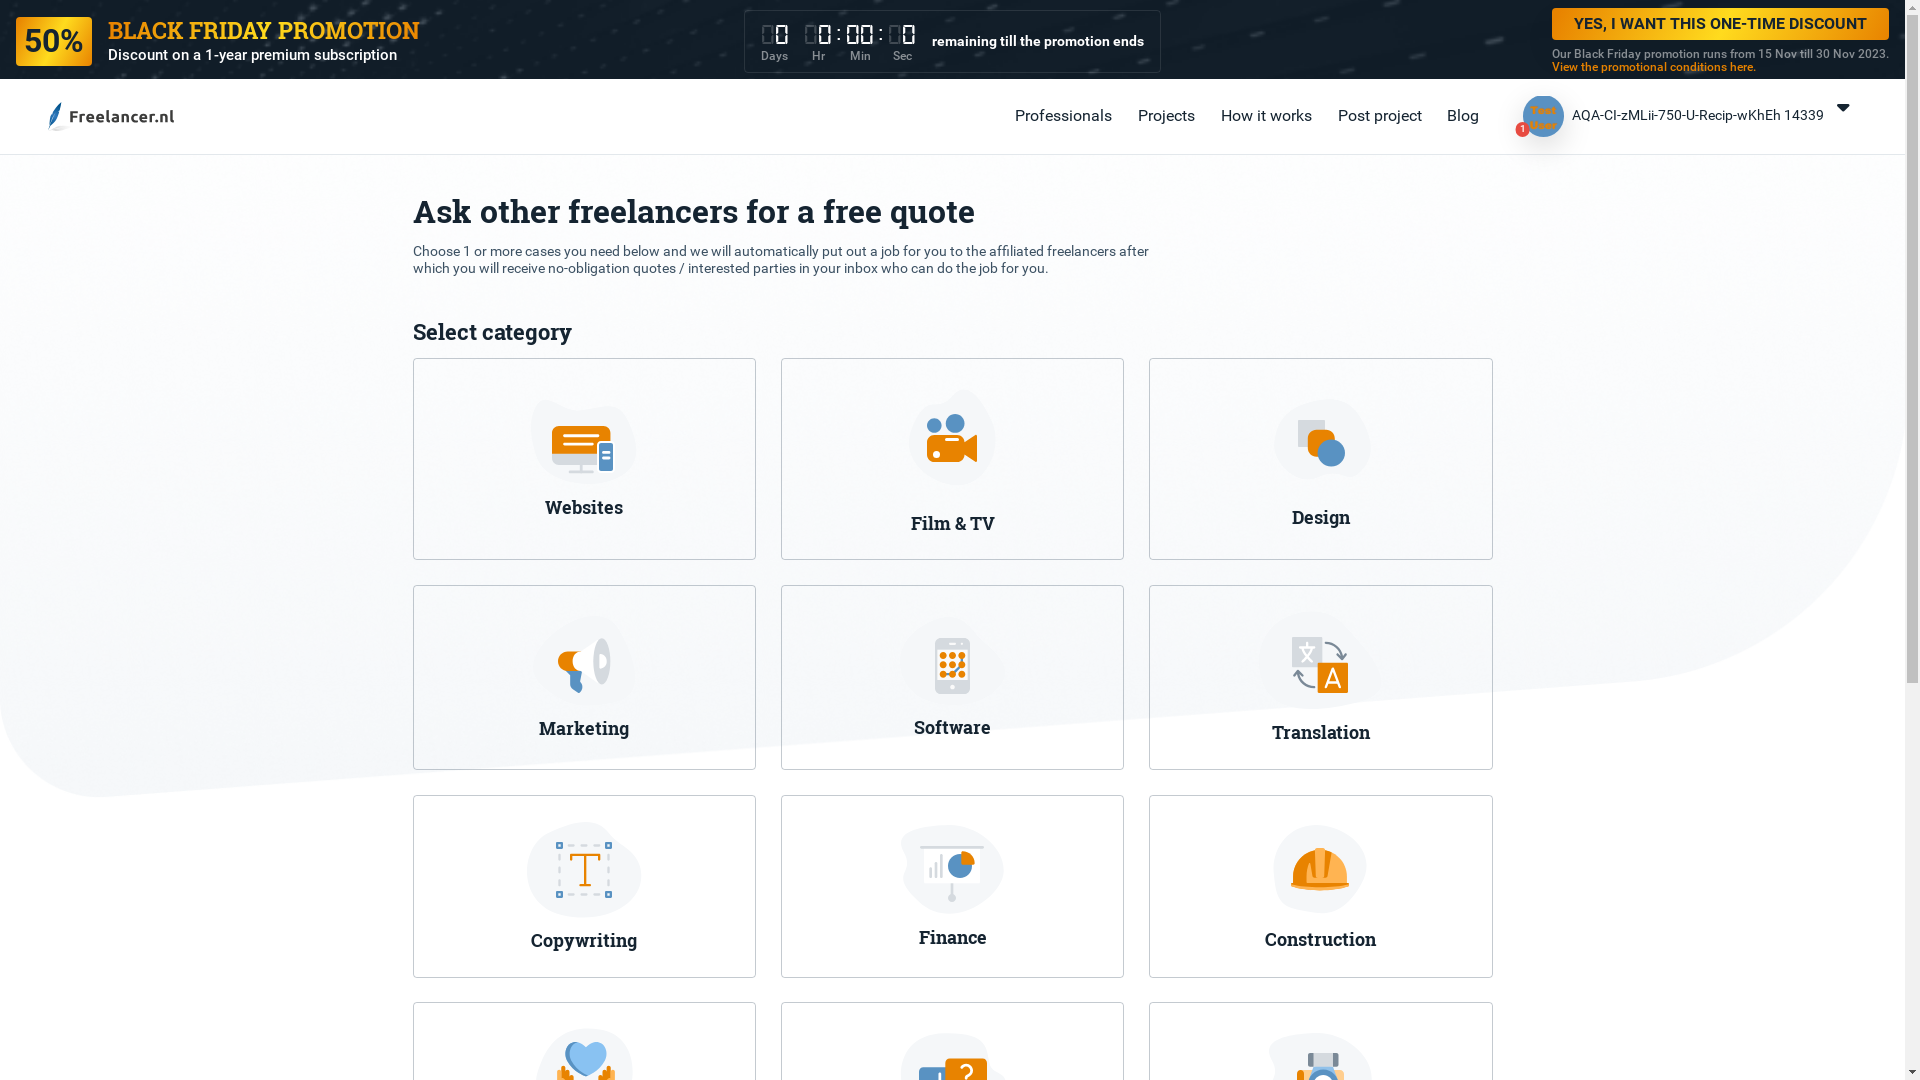 50%
BLACK FRIDAY PROMOTION
Discount on a 1-year premium subscription
0 0 : 00 : 0
Days Hr Min Sec
remaining till the promotion ends
YES, I WANT THIS ONE-TIME DISCOUNT
Our Black Friday promotion runs from 15 Nov till 30 Nov 2023.
View the promotional conditions here.
Freelancer.nl
Professionals
Projects
How it works
Post project
Blog
Test
User
1
AQA-CI-zMLii-750-U-Recip-wKhEh 14339
Ask other freelancers for a free quote
Choose 1 or more cases you need below and we will automatically put out a job for you to the affiliated freelancers after
which you will receive no-obligation quotes / interested parties in your inbox who can do the job for you.
Select category
Websites
Film & TV
Design
文
A
Marketing
Software
Translation
T
Copywriting
Finance
Construction
?